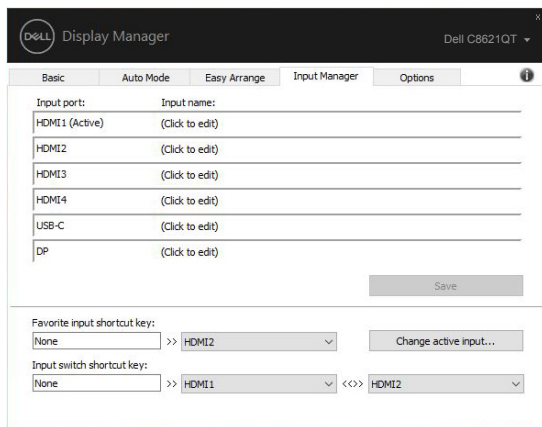 DELL Display Manager
x
Dell C8621QT
Basic Auto Mode Easy Arrange Input Manager Options i
Input port: Input name:
HDMI1 (Active) (Click to edit)
HDMI2 (Click to edit)
HDMI3 (Click to edit)
HDMI4 (Click to edit)
USB-C (Click to edit)
DP (Click to edit)
Save
Favorite input shortcut key:
None >> HDMI2 Change active input...
Input switch shortcut key:
None >> HDMI1 <<>> HDMI2